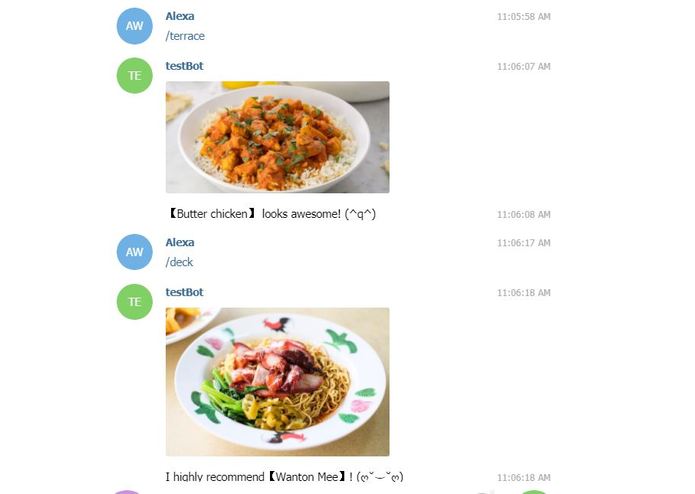 AW
Alexa
11:05:58 AM
/terrace
TE
testBot
11:06:07 AM
【Butter chicken】 looks awesome! (^q^)
11:06:08 AM
AW
Alexa
11:06:17 AM
/deck
TE
testBot
11:06:18 AM
I highly recommend【Wanton Mee】! (ღ˘⌣˘ღ)
11:06:18 AM